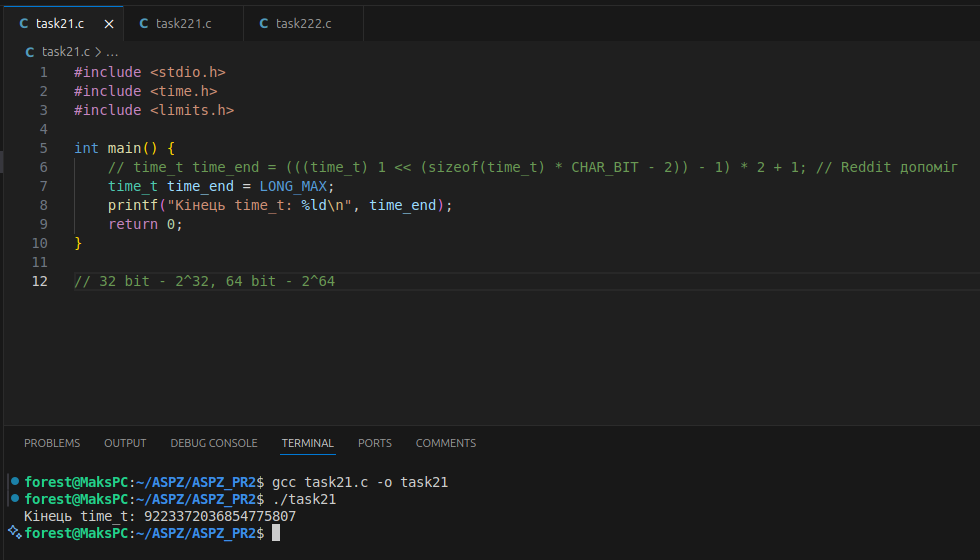 task21.c
task221.c
task222.c
task21.c > ...
1 #include <stdio.h>
2 #include <time.h>
3 #include <limits.h>
4
5 int main() {
6 // time_t time_end = (((time_t) 1 << (sizeof(time_t) * CHAR_BIT - 2)) - 1) * 2 + 1; // Reddit допоміг
7 time_t time_end = LONG_MAX;
8 printf("Кінець time_t: %ld\n", time_end);
9 return 0;
10 }
11
12 // 32 bit - 2^32, 64 bit - 2^64
PROBLEMS OUTPUT DEBUG CONSOLE TERMINAL PORTS COMMENTS
forest@MaksPC:~/ASPZ/ASPZ_PR2$ gcc task21.c -o task21
forest@MaksPC:~/ASPZ/ASPZ_PR2$ ./task21
Кінець time_t: 9223372036854775807
forest@MaksPC:~/ASPZ/ASPZ_PR2$